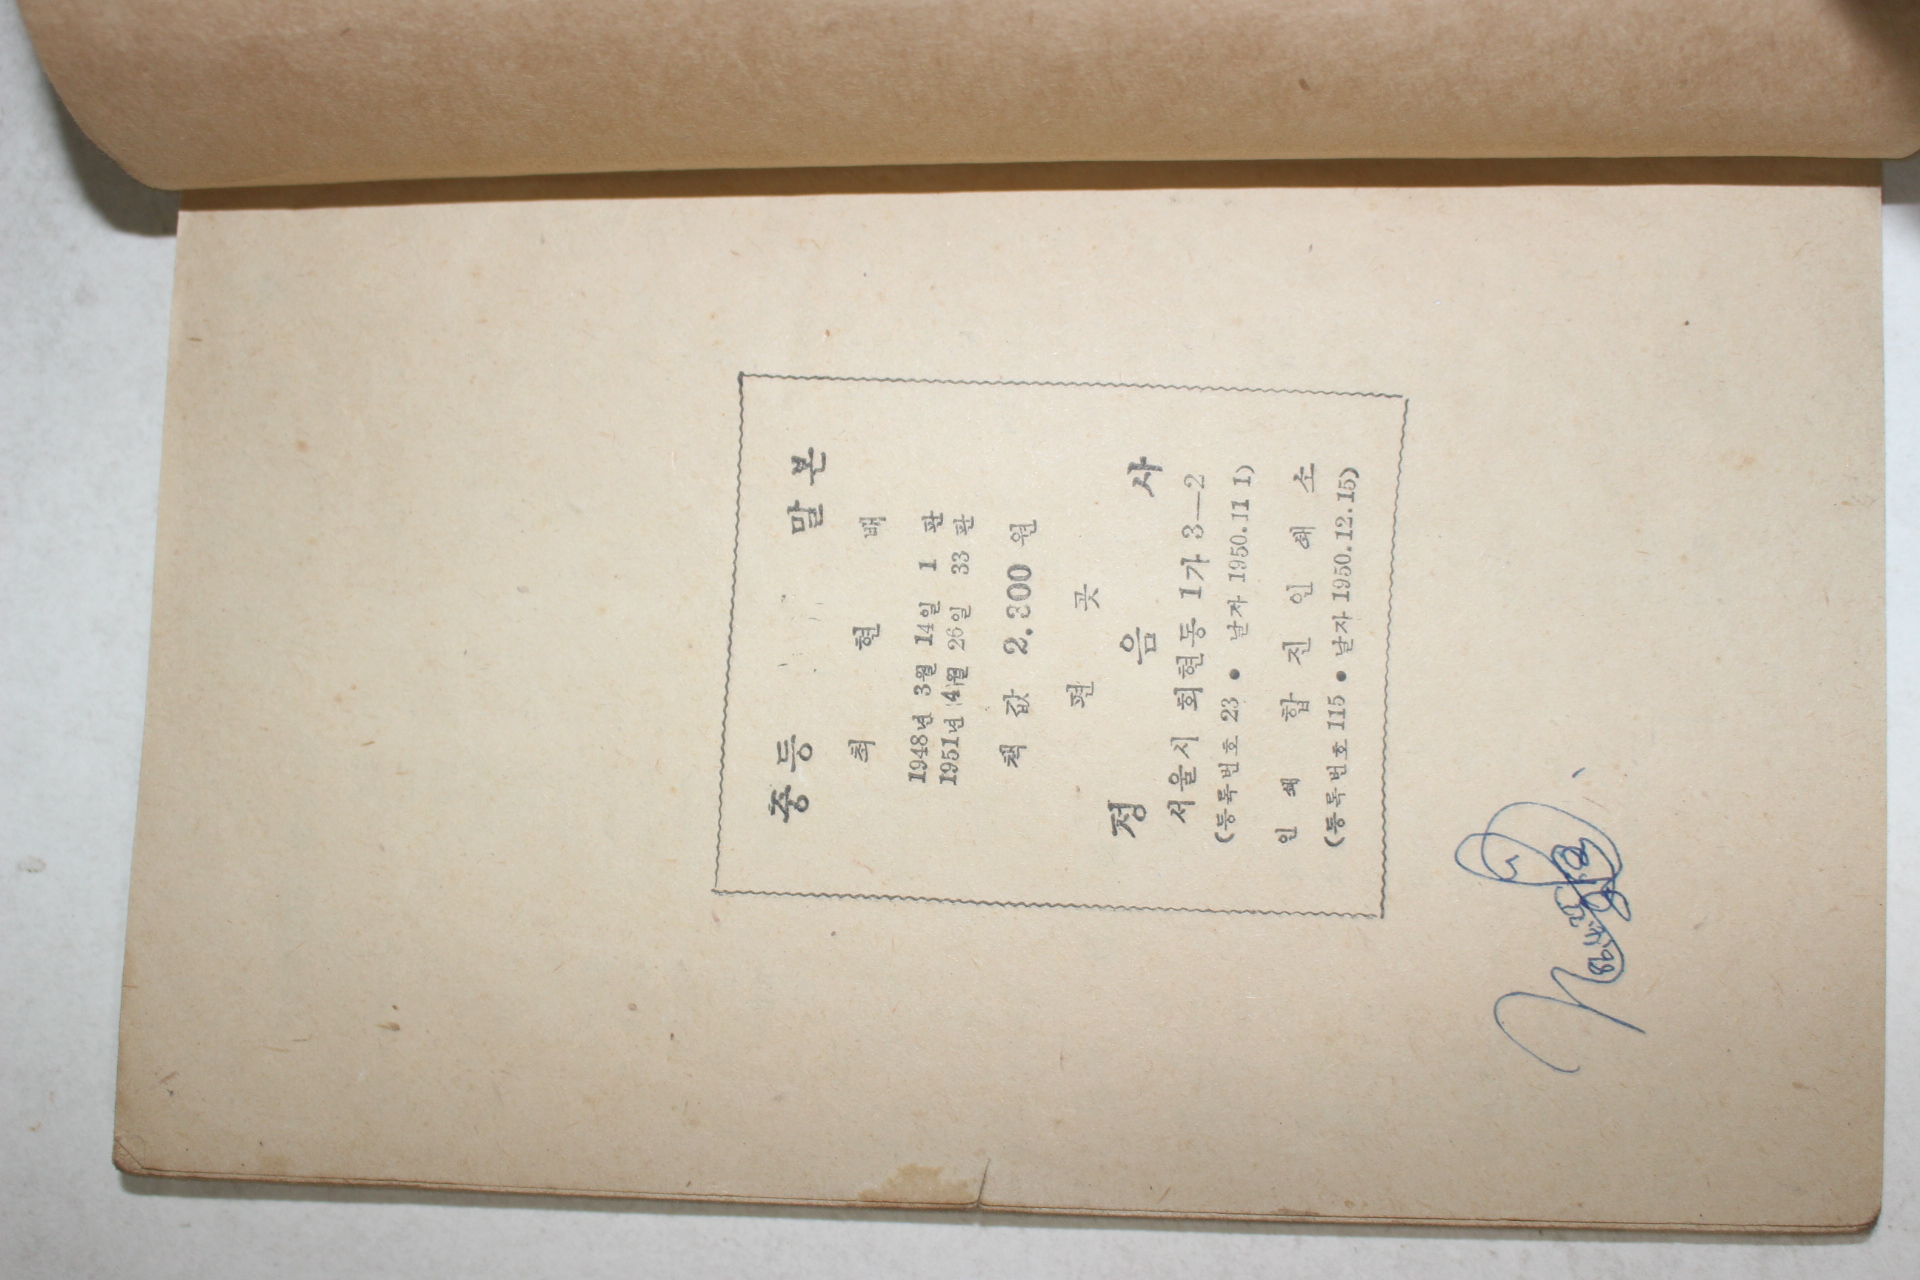 중등 말본
최 현 배
1948년 3월 14일 1 판
1951년 4월 26일 33 판
책 값 2.300 원
편 곳
정 음 사
서울시 회현동 1가 3—2
(등록번호 23 • 날자 1950.11 1)
인 쇄 합 진 인 쇄 소
(등록번호 115 • 날자 1950.12.15)